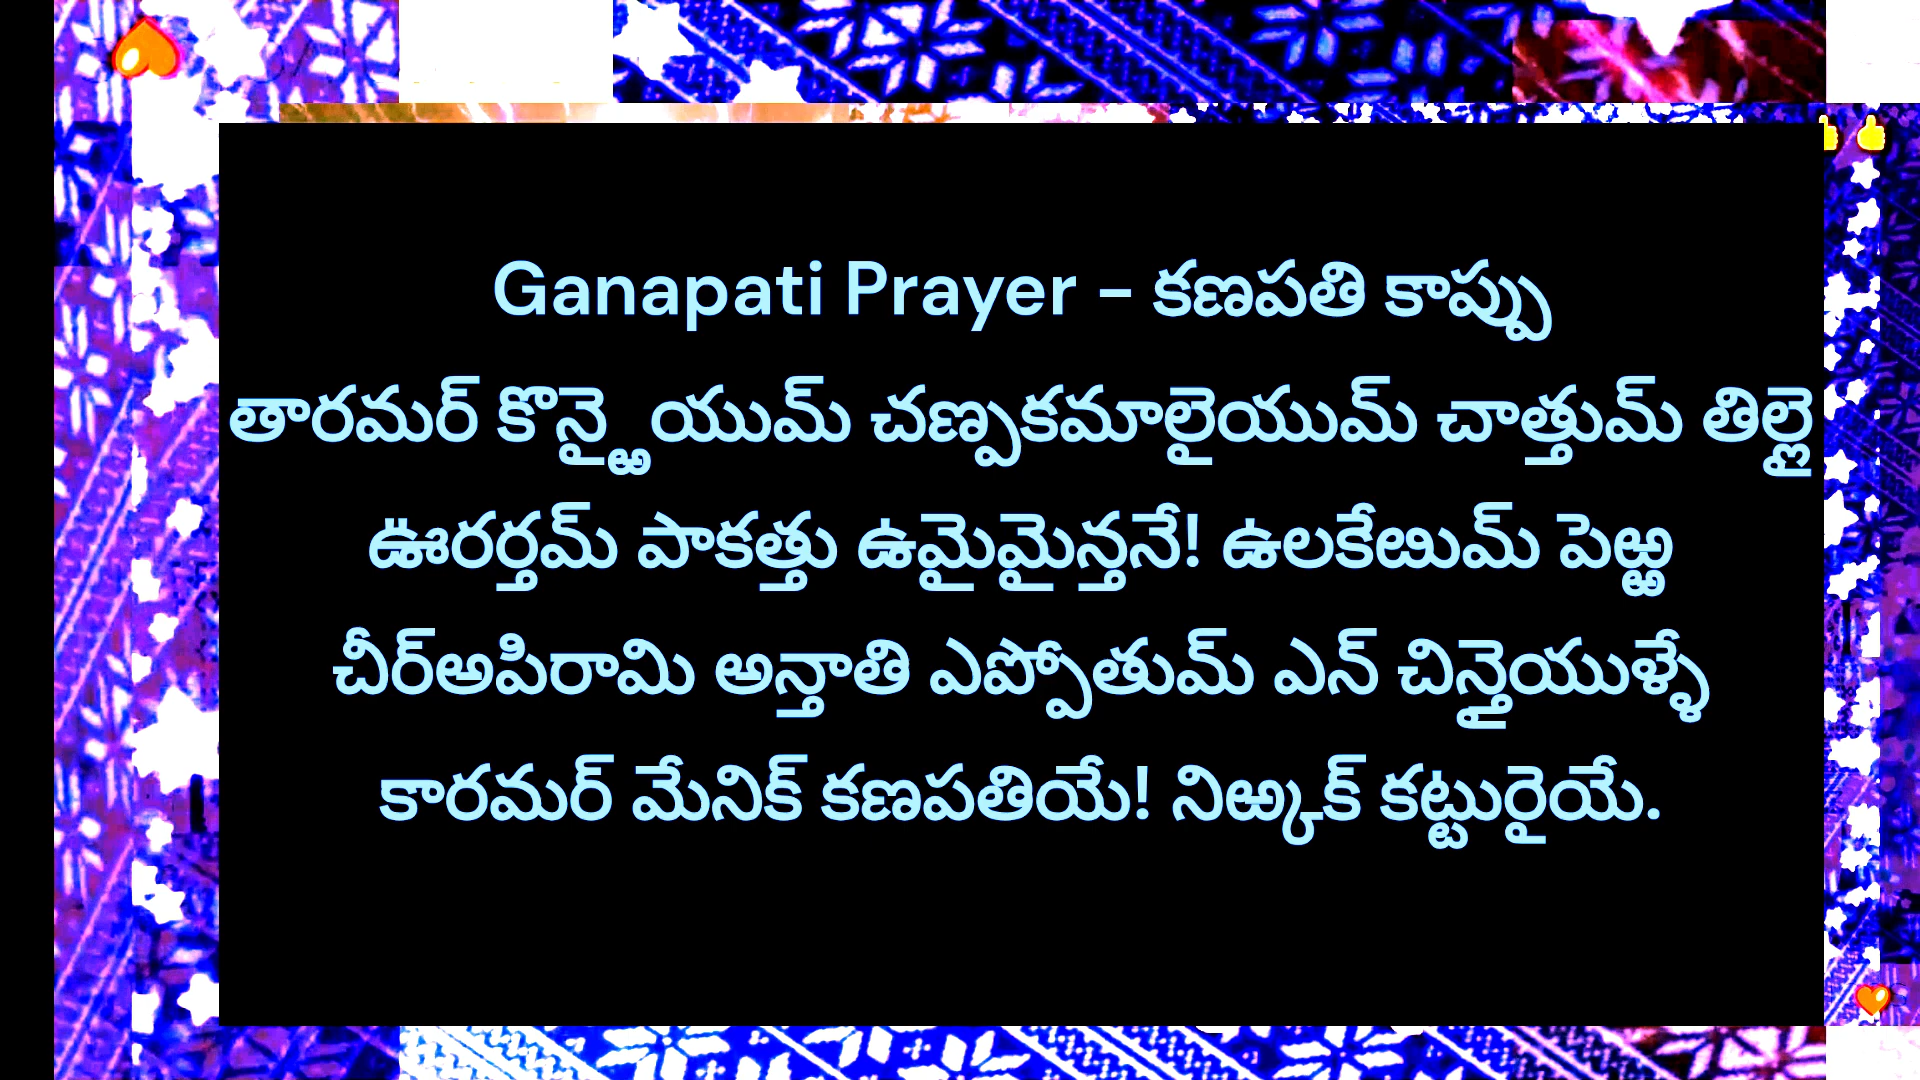 Ganapati Prayer – కణపతి కాప్పు
తారమర్ కొన్ఱైయుమ్ చణ్పకమాలైయుమ్ చాత్తుమ్ తిల్లై
ఊరర్తమ్ పాకత్తు ఉమైమైన్తనే! ఉలకేఴుమ్ పెఱ్ఱ
చీర్అపిరామి అన్తాతి ఎప్పోతుమ్ ఎన్ చిన్తైయుళ్ళే
కారమర్ మేనిక్ కణపతియే! నిఱ్కక్ కట్టురైయే.